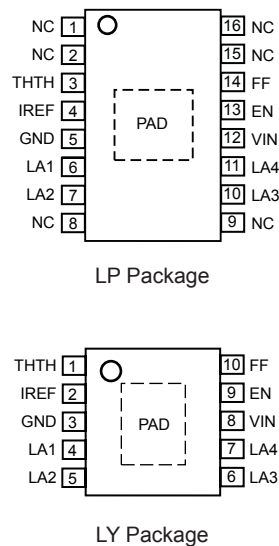 NC 1 16 NC
NC 2 15 NC
THTH 3 14 FF
IREF 4 13 EN
GND 5 PAD 12 VIN
LA1 6 11 LA4
LA2 7 10 LA3
NC 8 9 NC
LP Package
THTH 1 10 FF
IREF 2 9 EN
GND 3 PAD 8 VIN
LA1 4 7 LA4
LA2 5 6 LA3
LY Package